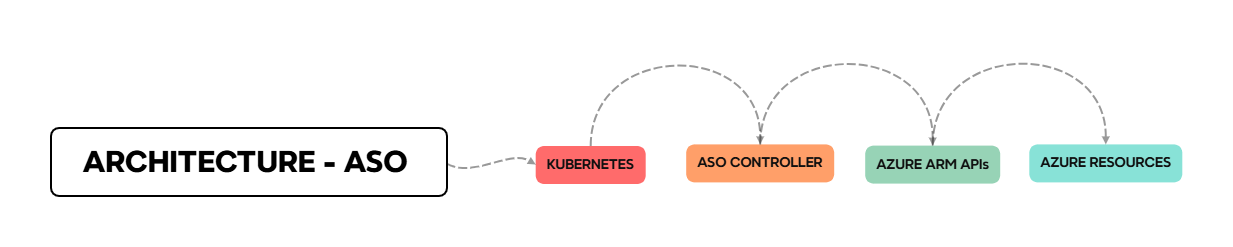 ARCHITECTURE - ASO
KUBERNETES
ASO CONTROLLER
AZURE ARM APIs
AZURE RESOURCES